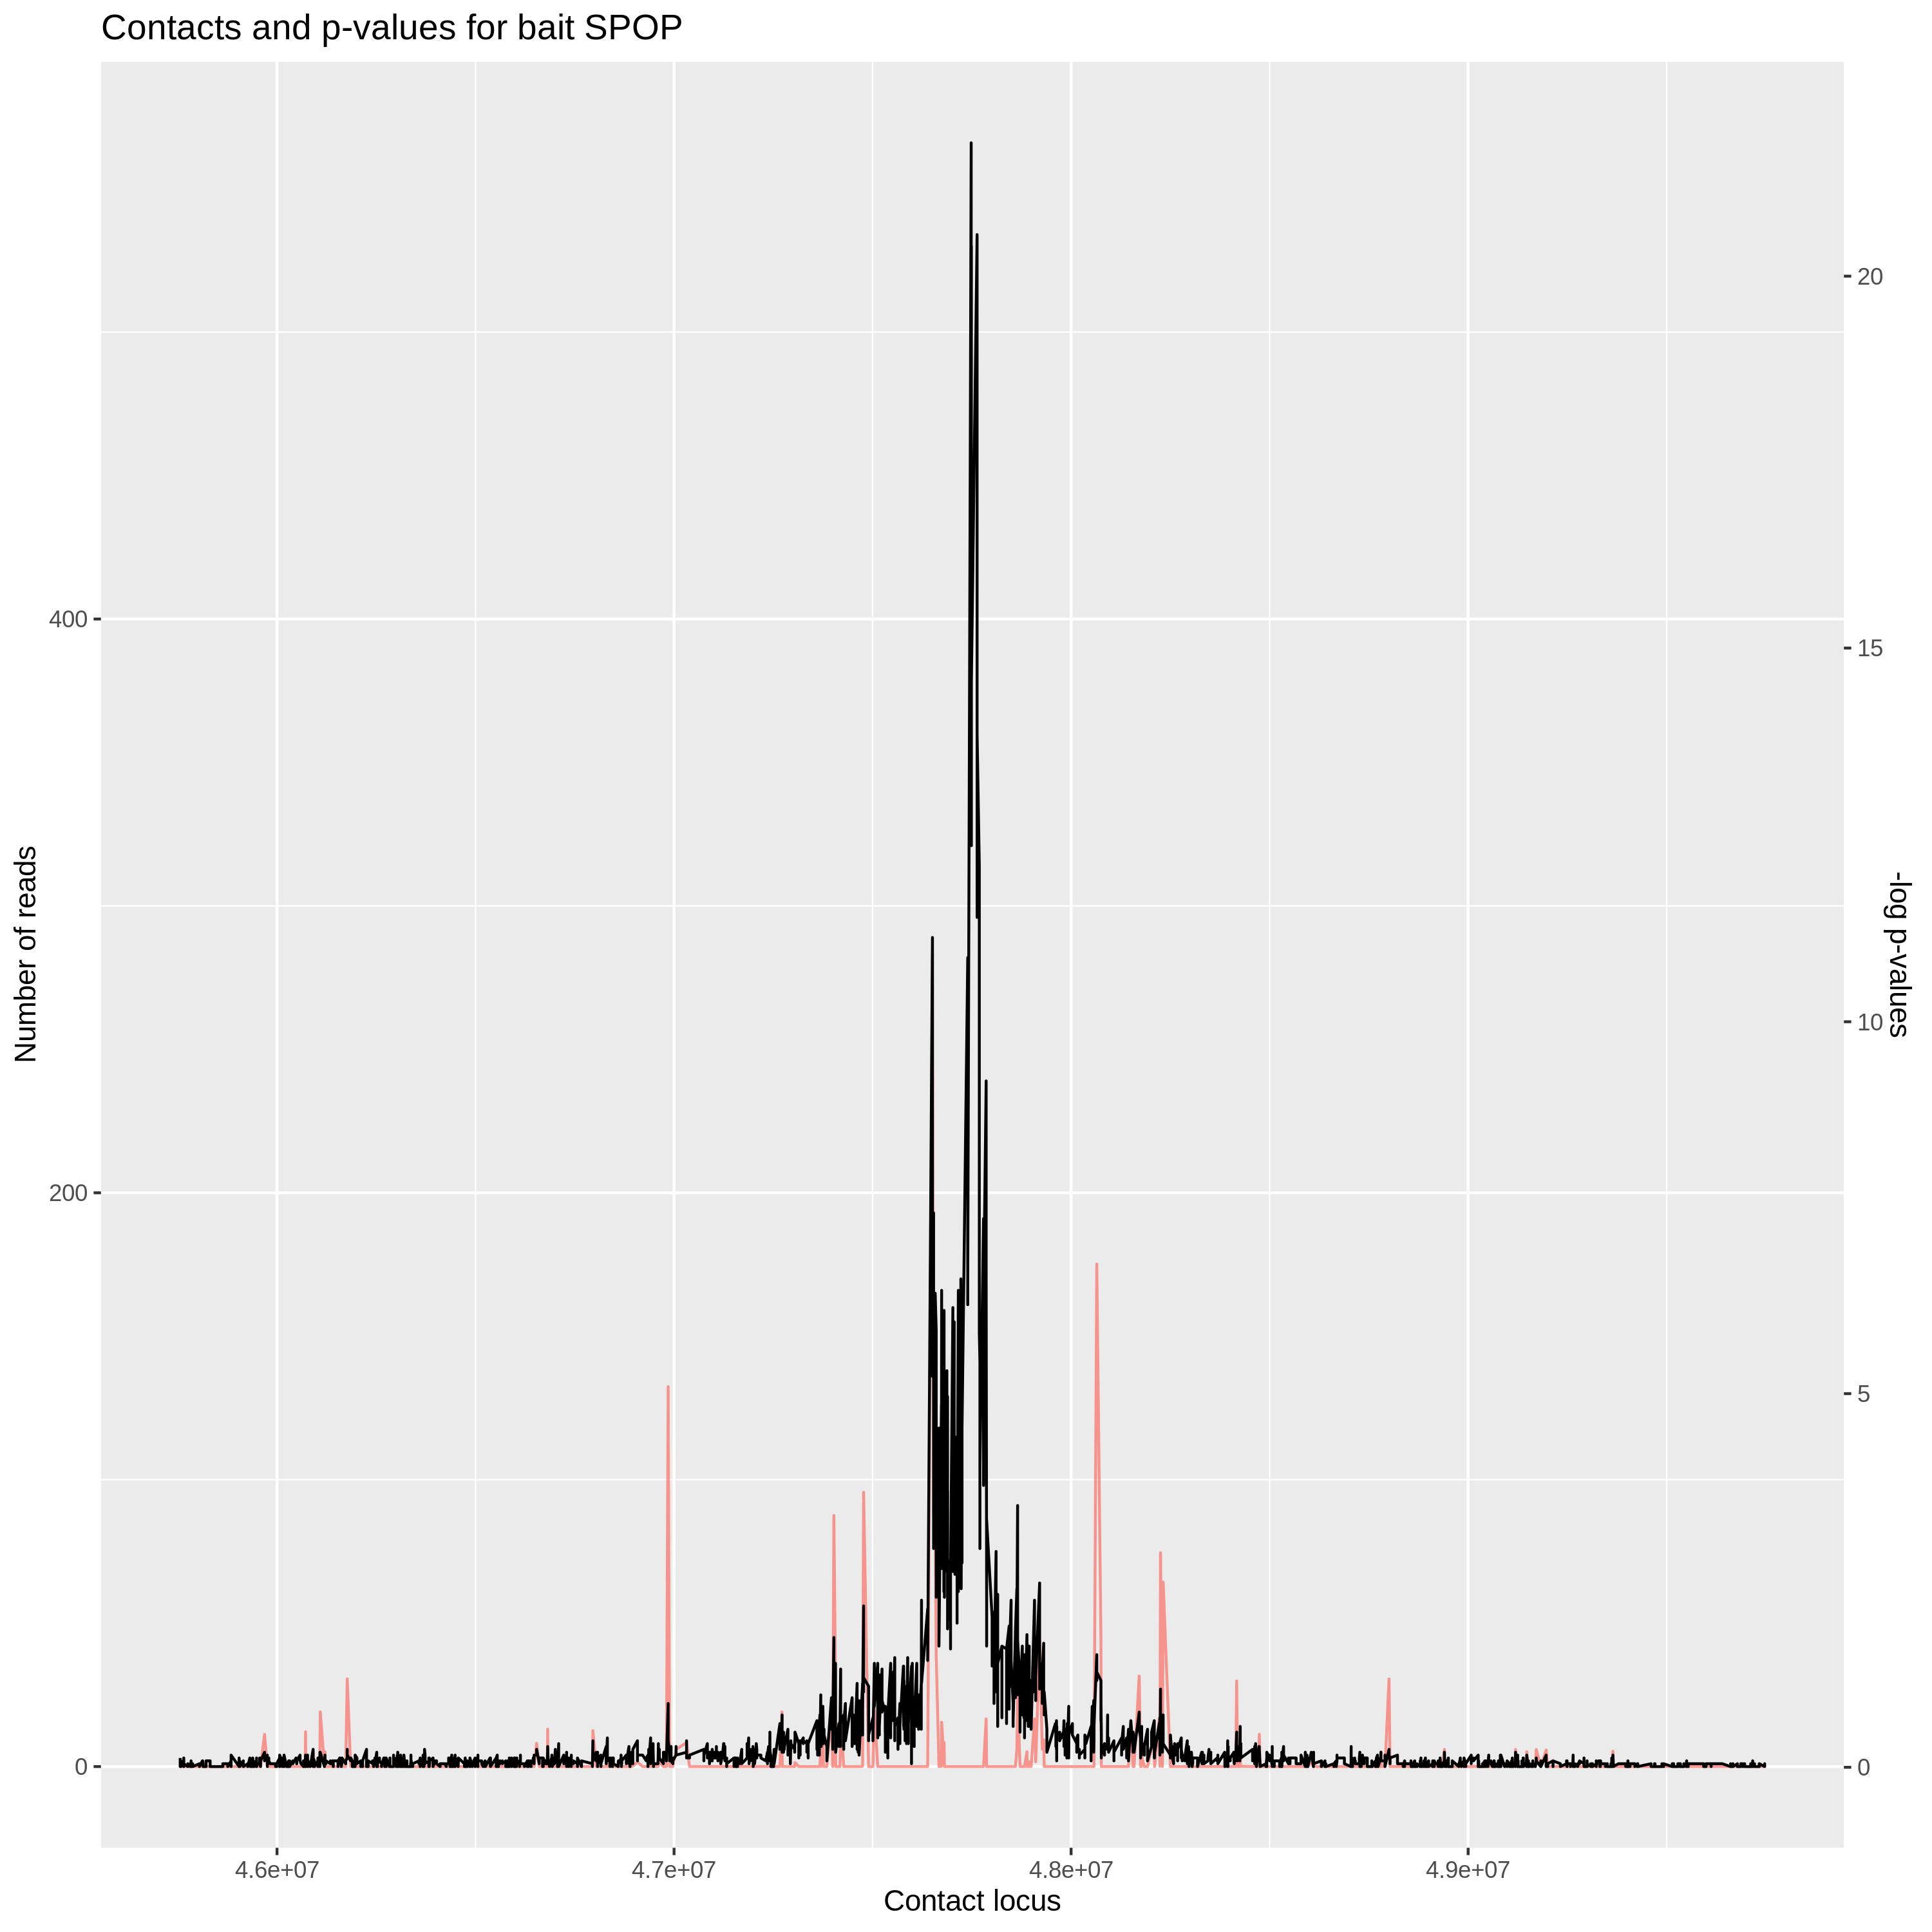 Contacts and p-values for bait SPOP
Number of reads
400
200
0
20
15
10
5
0
-log p-values
4.6e+07
4.7e+07
4.8e+07
4.9e+07
Contact locus